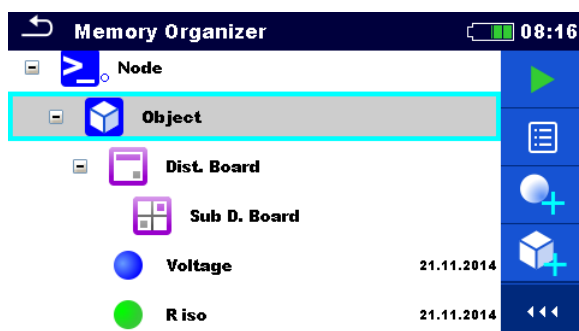 Memory Organizer 08:16
Node
Object
Dist. Board
Sub D. Board
Voltage 21.11.2014
R iso 21.11.2014